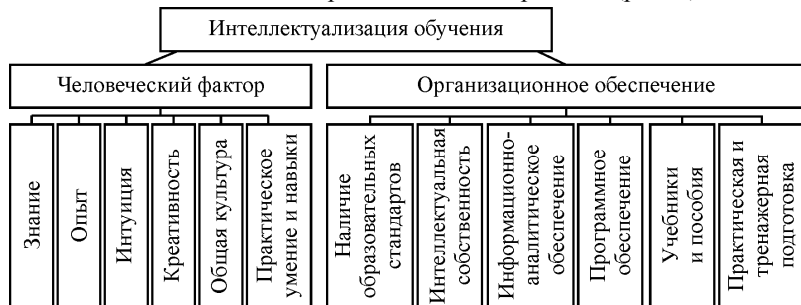 Интеллектуализация обучения
Человеческий фактор
Организационное обеспечение
Знание
Опыт
Интуиция
Креативность
Общая культура
Практическое
умение и навыки
Наличие
образовательных
стандартов
Интеллектуальная
собственность
Информационно-
аналитическое
обеспечение
Программное
обеспечение
Учебники
и пособия
Практическая и
тренажерная
подготовка